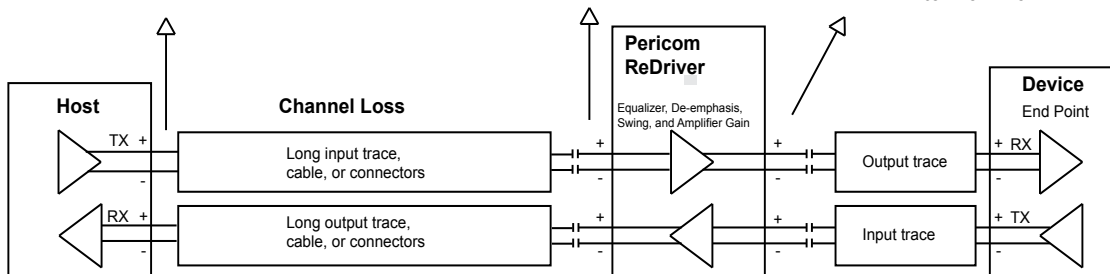 Pericom
ReDriver
Equalizer, De-emphasis,
Swing, and Amplifier Gain
Host
Channel Loss
Device
End Point
TX +
-
Long input trace,
cable, or connectors
+
-
+
-
Output trace
+ RX
-
RX +
-
Long output trace,
cable, or connectors
+
-
+
-
Input trace
+ TX
-